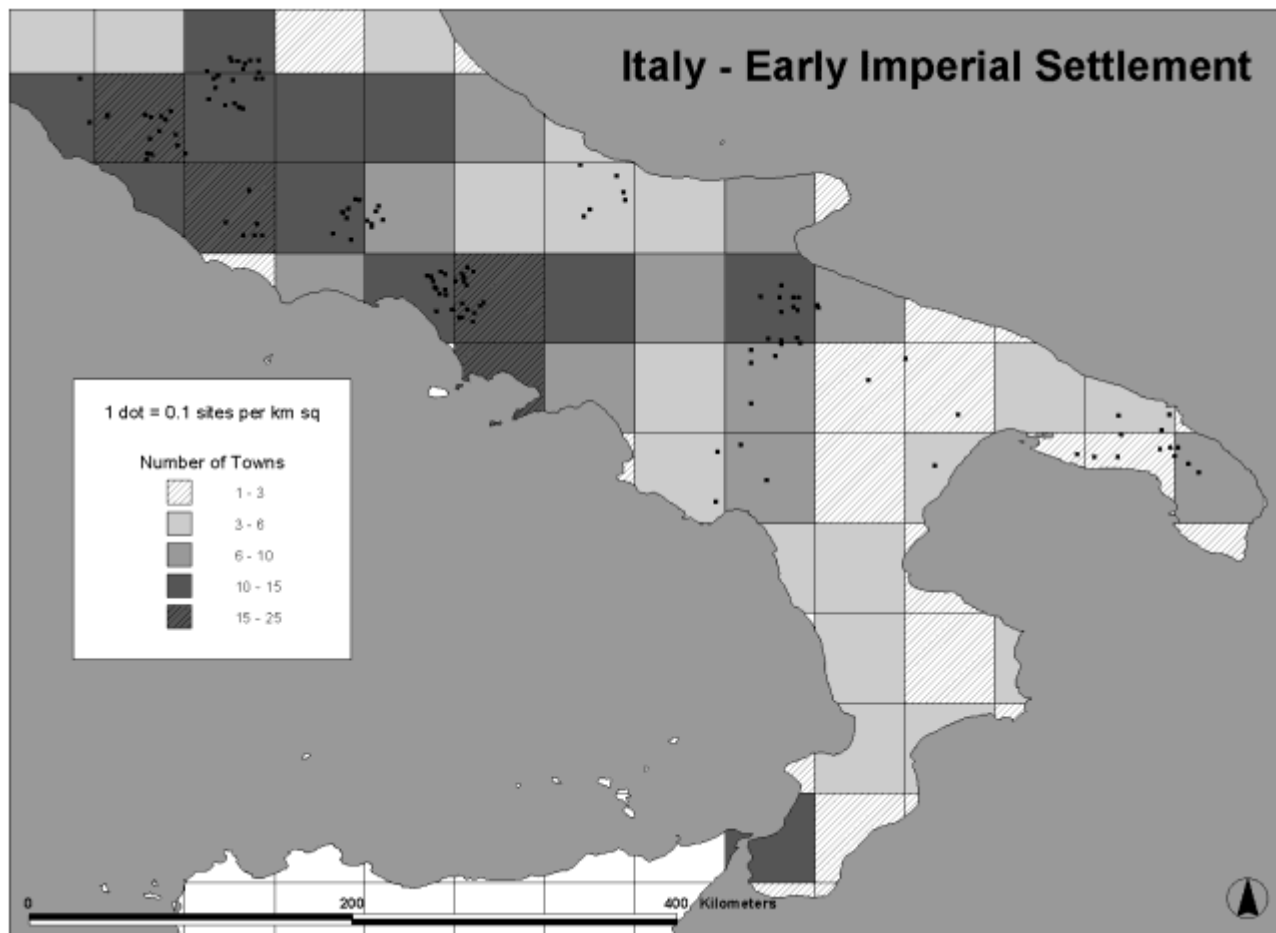 Italy - Early Imperial Settlement
1 dot = 0.1 sites per km sq
Number of Towns
1 - 3
3 - 6
6 - 10
10 - 15
15 - 25
0 200 400 Kilometers